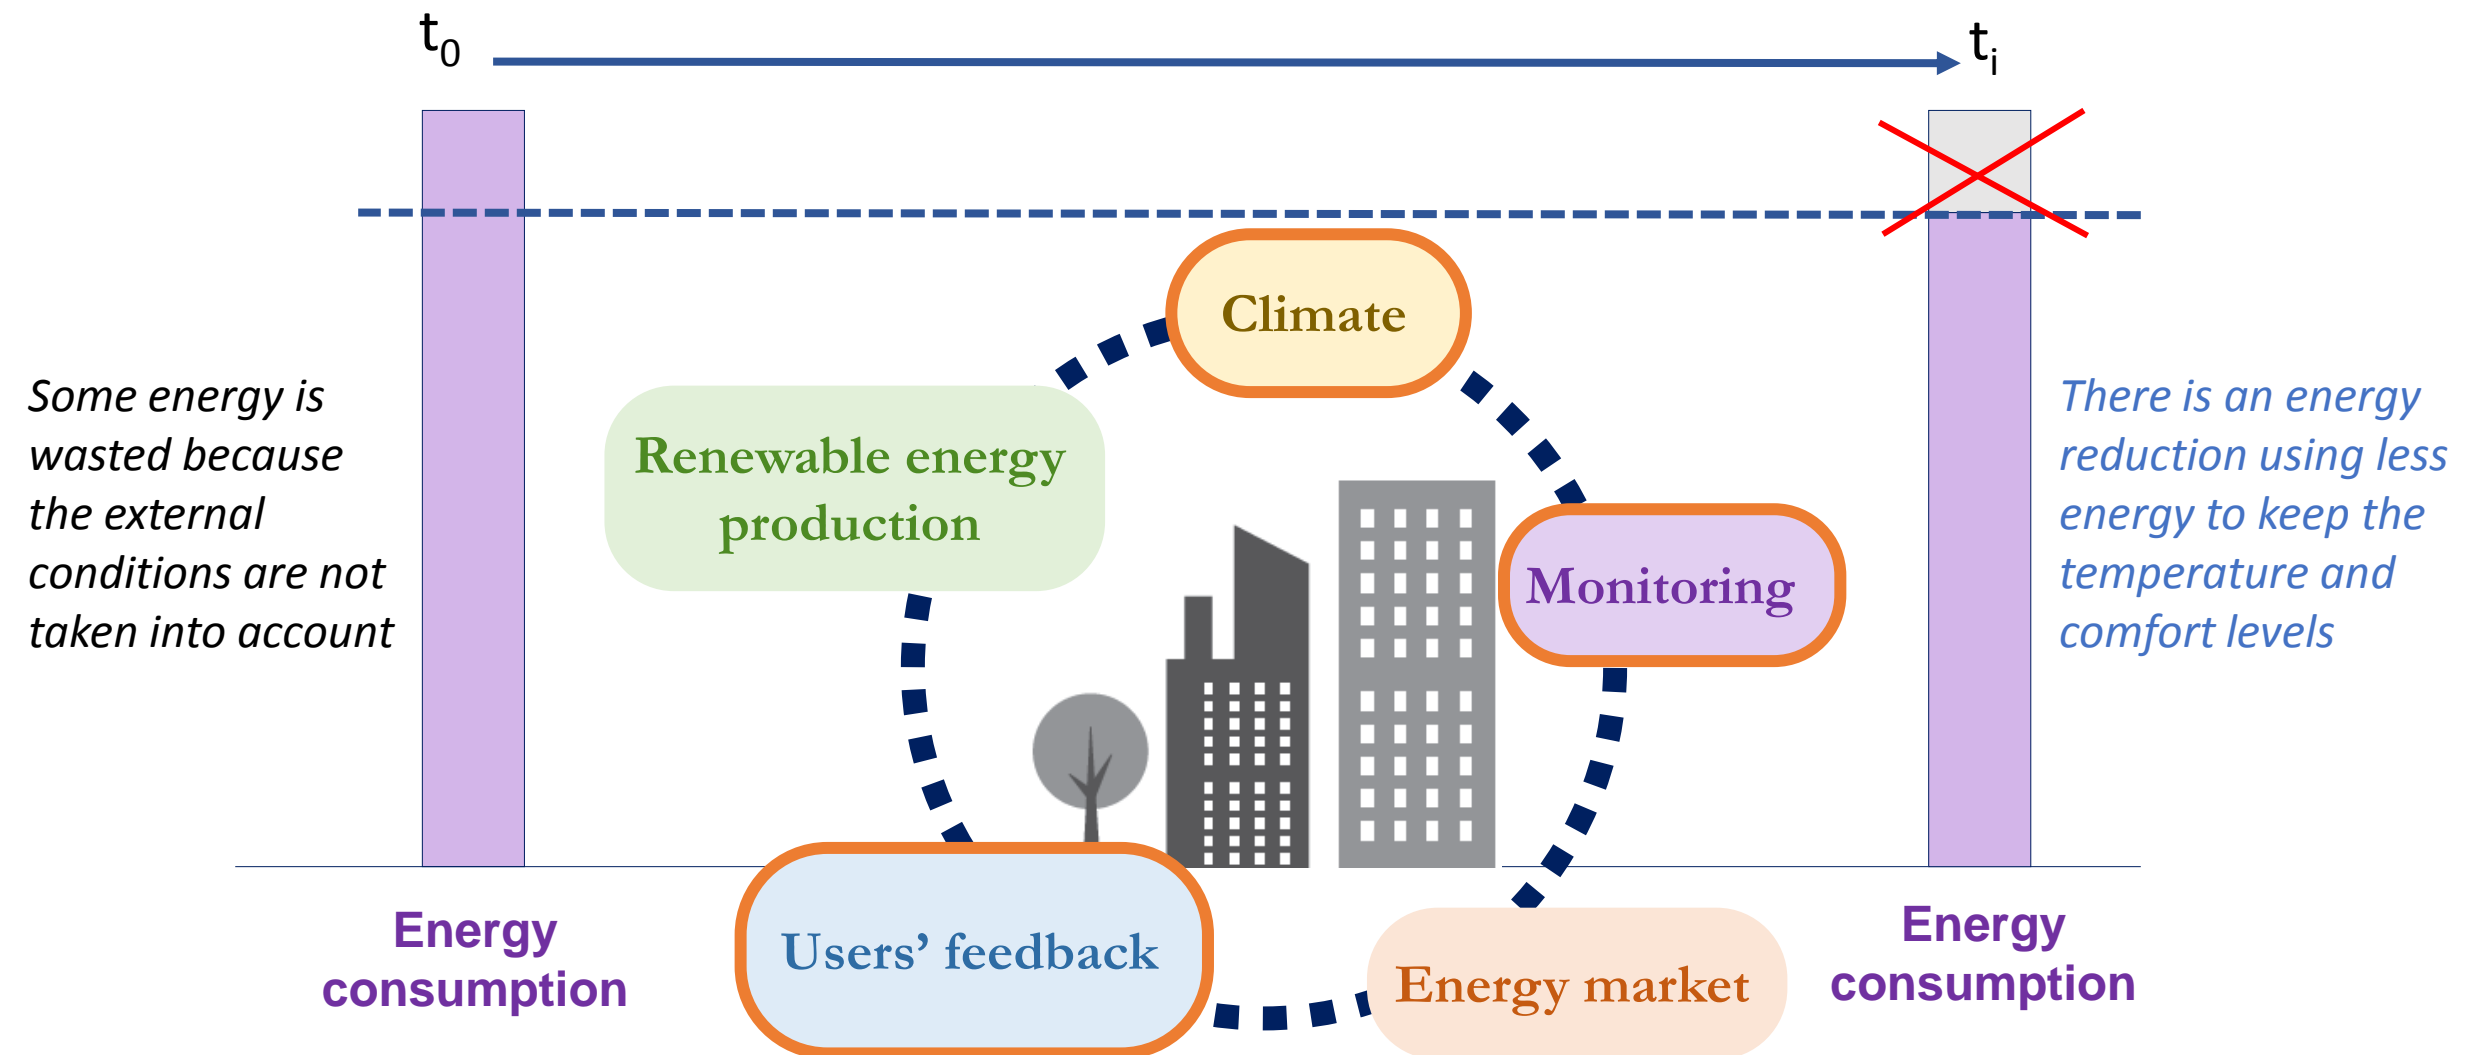 t0
ti
Climate
Some energy is
wasted because
the external
conditions are not
taken into account
Renewable energy
production
Monitoring
There is an energy
reduction using less
energy to keep the
temperature and
comfort levels
Energy
consumption
Users’ feedback
Energy market
Energy
consumption